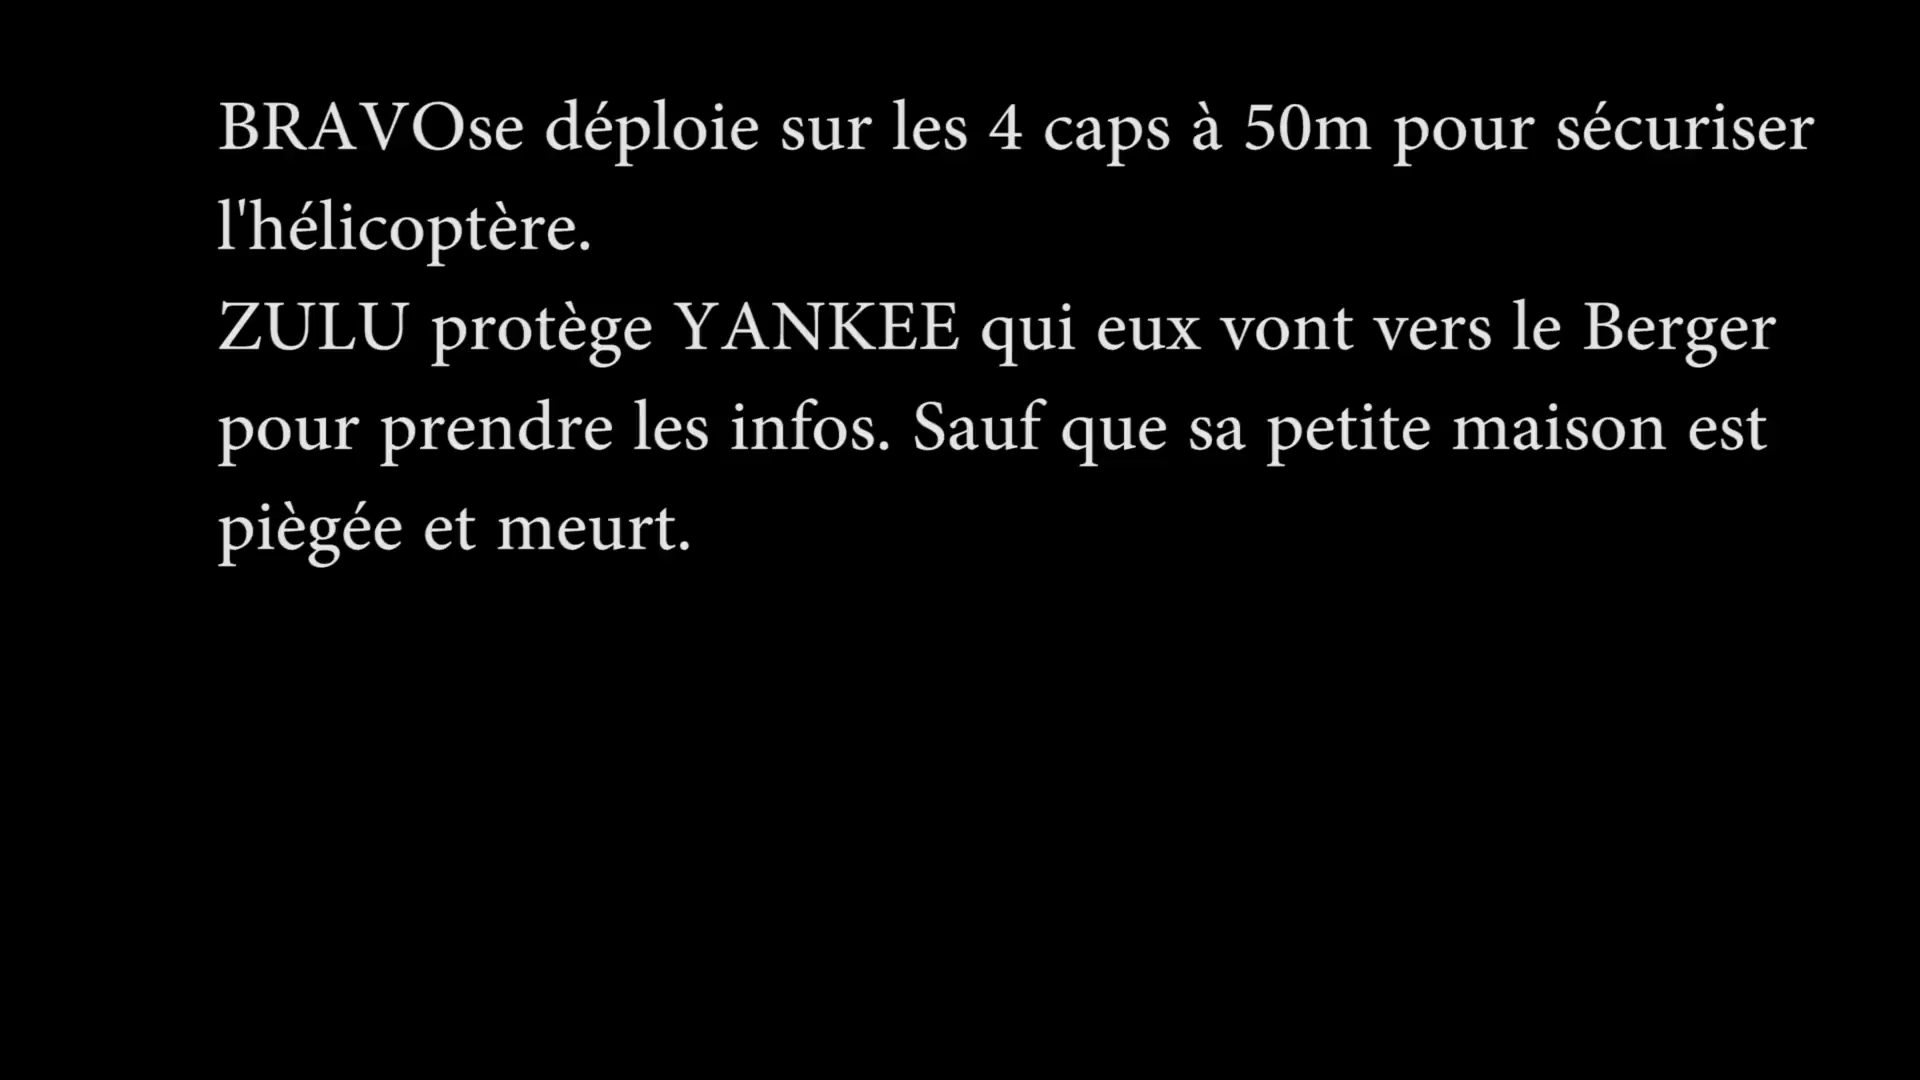 BRAVOse déploie sur les 4 caps à 50m pour sécuriser
l'hélicoptère.
ZULU protège YANKEE qui eux vont vers le Berger
pour prendre les infos. Sauf que sa petite maison est
piègée et meurt.